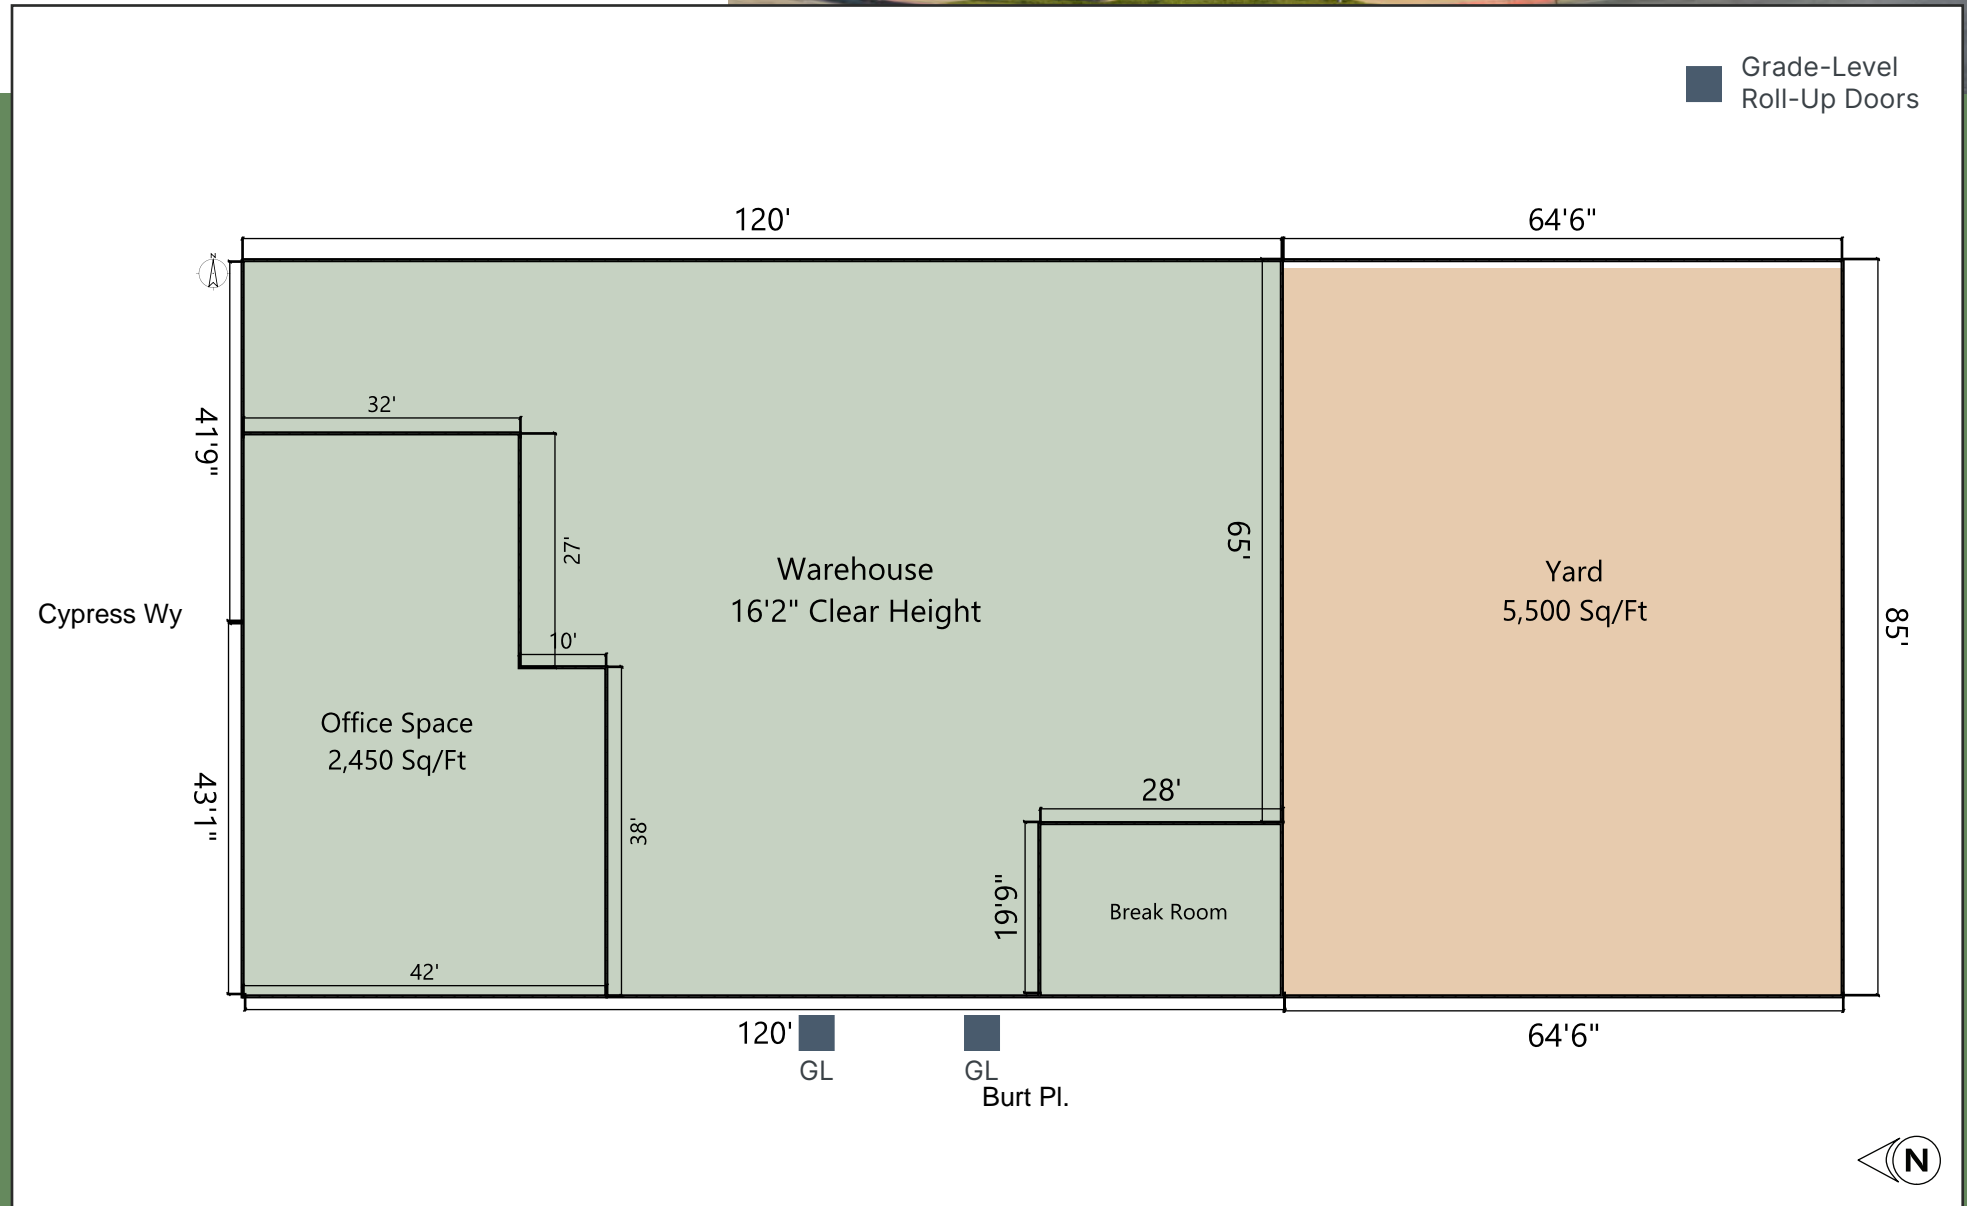 Grade-Level
Roll-Up Doors
120'
64'6"
N
32'
41'9"
27'
65'
Warehouse
16'2" Clear Height
Yard
5,500 Sq/Ft
Cypress Wy
85'
10'
Office Space
2,450 Sq/Ft
43'1"
38'
28'
19'9"
Break Room
42'
120'
64'6"
GL
GL
Burt Pl.
N